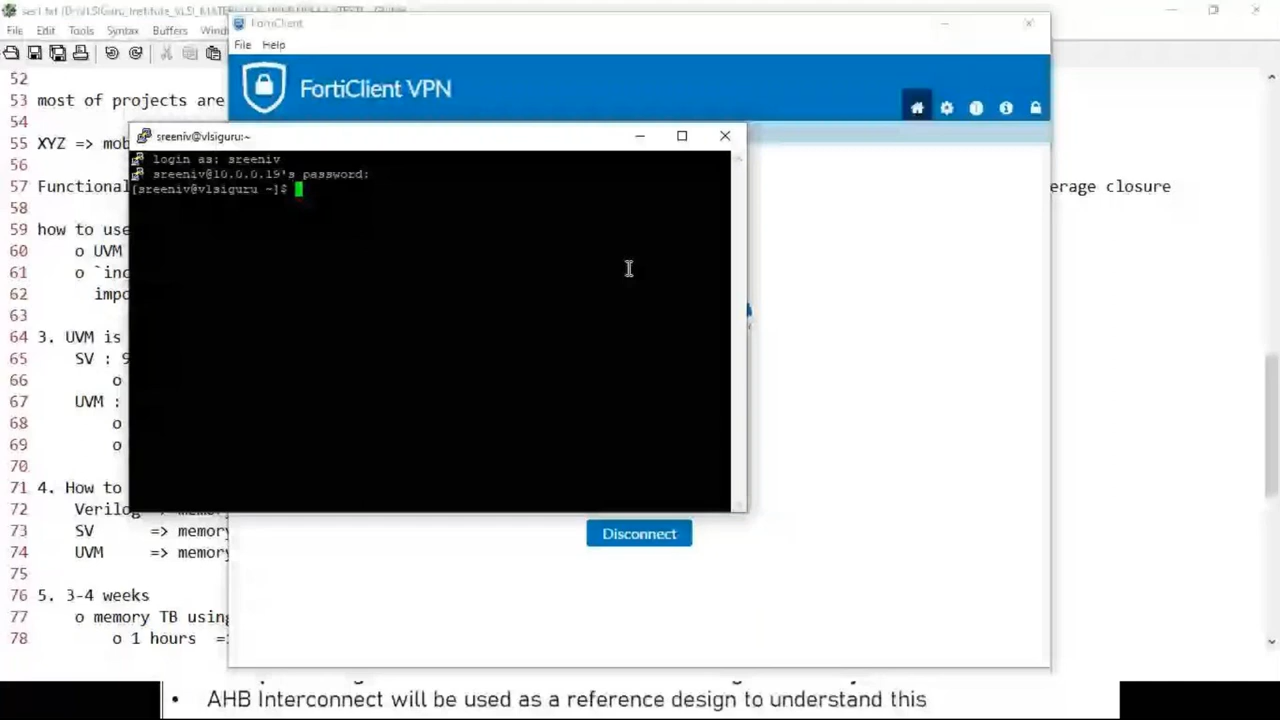 File Edit Tools Syntax Buffers
FortiClient
File Help
FortiClient VPN
sreeniv@vlsiguru:~
login as: sreeniv
sreeniv@10.0.0.19's password:
[sreeniv@vlsiguru ~]$
52
53 most of projects are
54
55 XYZ =>
56
57 Functional
erage closure
58
59 how to use
60 o UVM
61 o `inc
62 impo
63
64 3. UVM is
65 SV : 9
66 o
67 UVM :
68 o
69 o
70
71 4. How to
72 Verilog =>
73 SV => memory
74 UVM => memory
75
76 5. 3-4 weeks
77 o memory TB using
78 o 1 hours
Disconnect
• AHB Interconnect will be used as a reference design to understand this